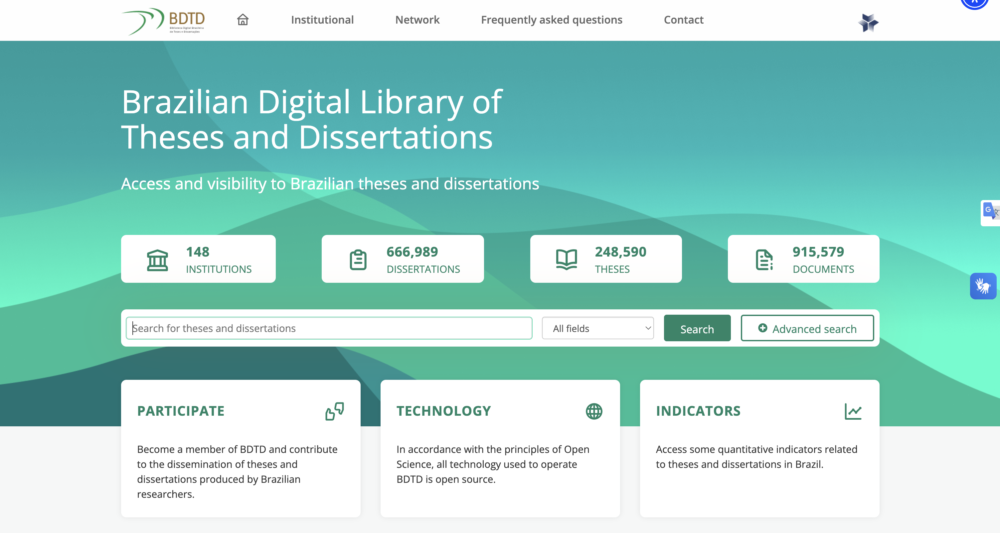 BDTD
Biblioteca Digital Brasileira
de Teses e Dissertações
Institutional
Network
Frequently asked questions
Contact
Brazilian Digital Library of
Theses and Dissertations
Access and visibility to Brazilian theses and dissertations
148
INSTITUTIONS
666,989
DISSERTATIONS
248,590
THESES
915,579
DOCUMENTS
G 文
Search for theses and dissertations
All fields
Search
Advanced search
PARTICIPATE
Become a member of BDTD and contribute
to the dissemination of theses and
dissertations produced by Brazilian
researchers.
TECHNOLOGY
In accordance with the principles of Open
Science, all technology used to operate
BDTD is open source.
INDICATORS
Access some quantitative indicators related
to theses and dissertations in Brazil.